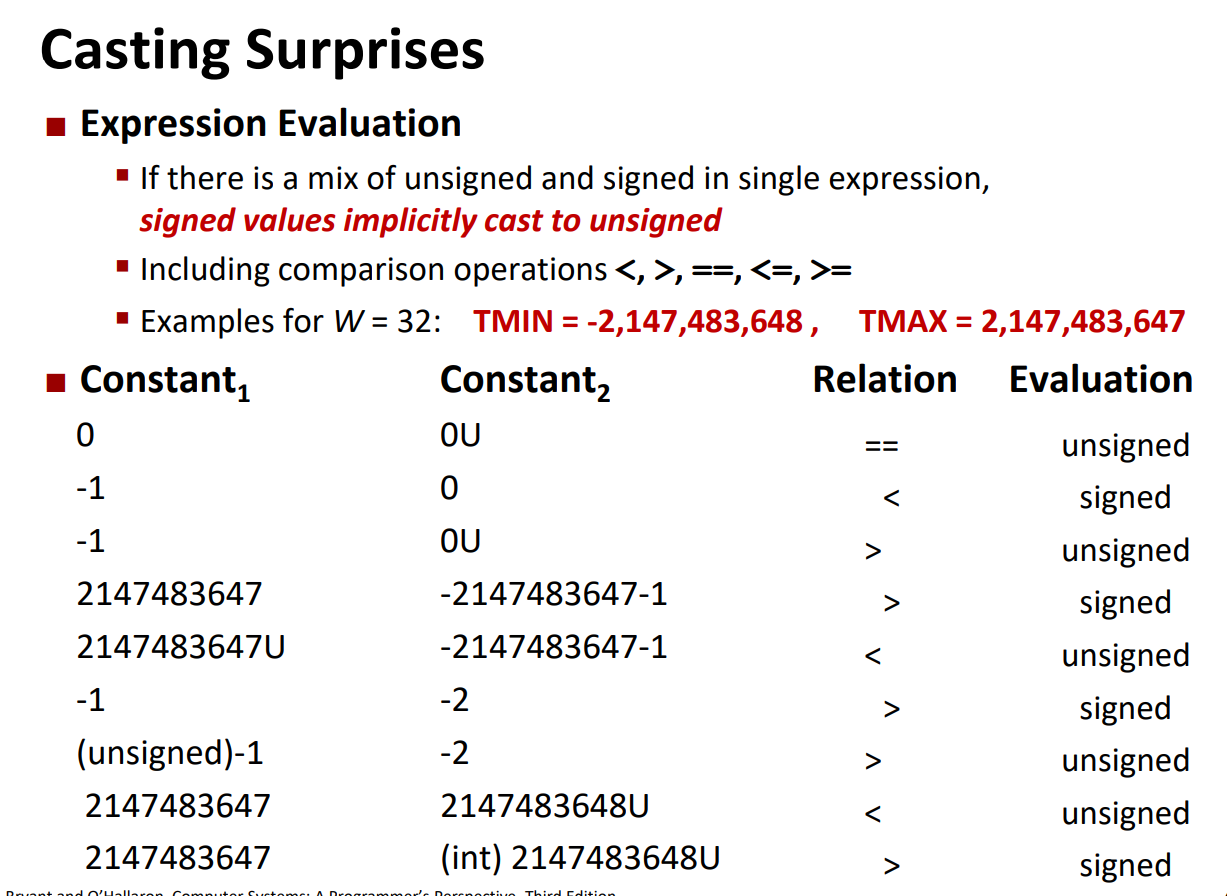 Casting Surprises
■ Expression Evaluation
▪ If there is a mix of unsigned and signed in single expression,
signed values implicitly cast to unsigned
▪ Including comparison operations <, >, ==, <=, >=
▪ Examples for W = 32: TMIN = -2,147,483,648 , TMAX = 2,147,483,647
■ Constant₁ Constant₂ Relation Evaluation
0 0U == unsigned
-1 0 < signed
-1 0U > unsigned
2147483647 -2147483647-1 > signed
2147483647U -2147483647-1 < unsigned
-1 -2 > signed
(unsigned)-1 -2 > unsigned
2147483647 2147483648U < unsigned
2147483647 (int) 2147483648U > signed
Bryant and O'Hallaron, Computer Systems: A Programmer's Perspective, Third Edition